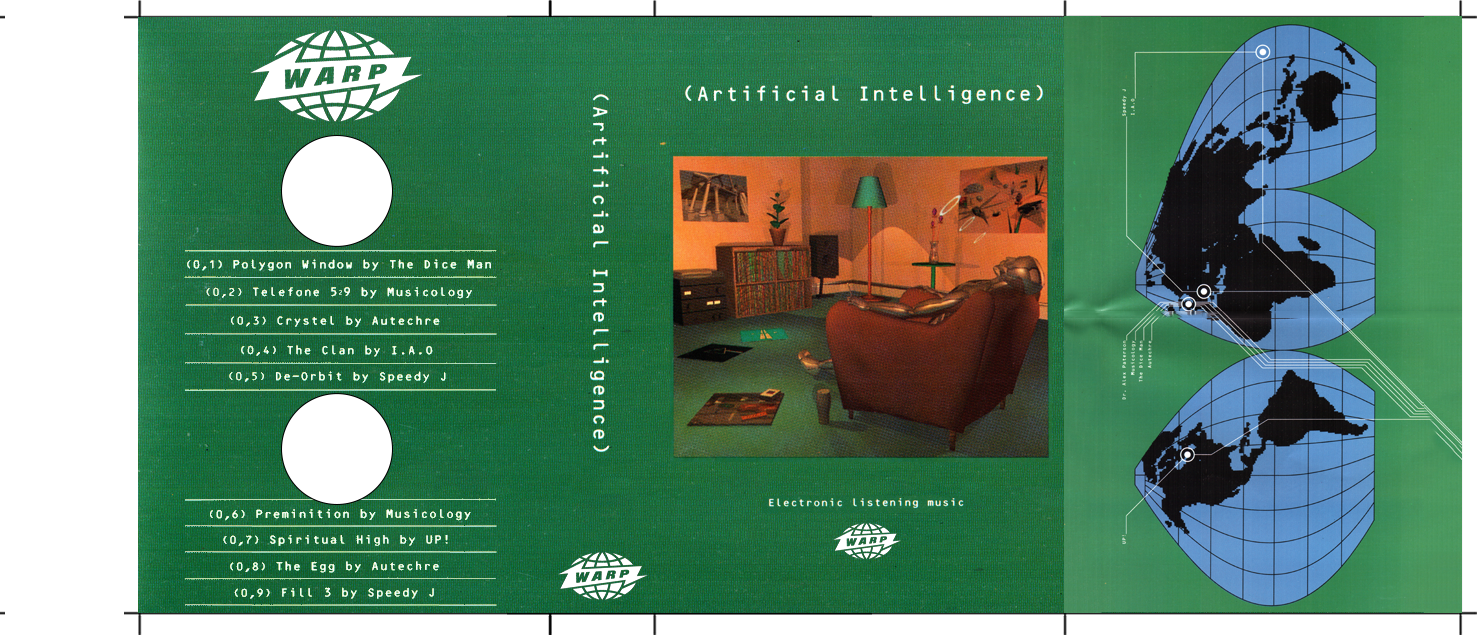 WARP
(0,1) Polygon Window by The Dice Man
(0,2) Telefone 529 by Musicology
(0,3) Crystel by Autechre
(0,4) The Clan by I.A.O
(0,5) De-Orbit by Speedy J
(0,6) Preminition by Musicology
(0,7) Spiritual High by UP!
(0,8) The Egg by Autechre
(0,9) Fill 3 by Speedy J
(Artificial Intelligence)
WARP
(Artificial Intelligence)
Electronic listening music
WARP
Speedy J
I.A.O
Dr. Alex Paterson
Musicology
The Dice Man
Autechre
UP!